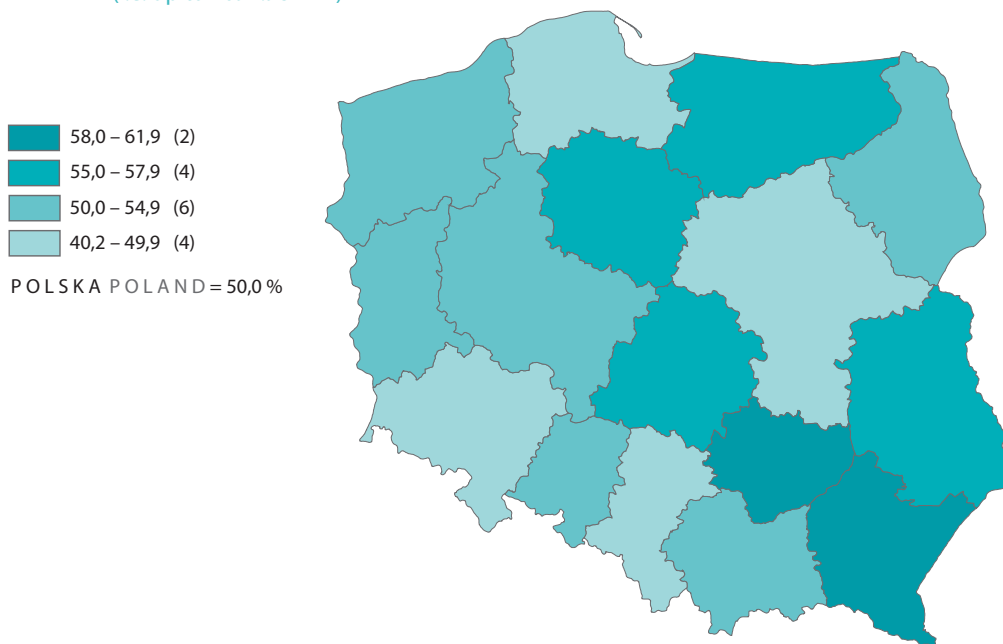 58,0 – 61,9 (2)
55,0 – 57,9 (4)
50,0 – 54,9 (6)
40,2 – 49,9 (4)
POLSKA POLAND = 50,0 %